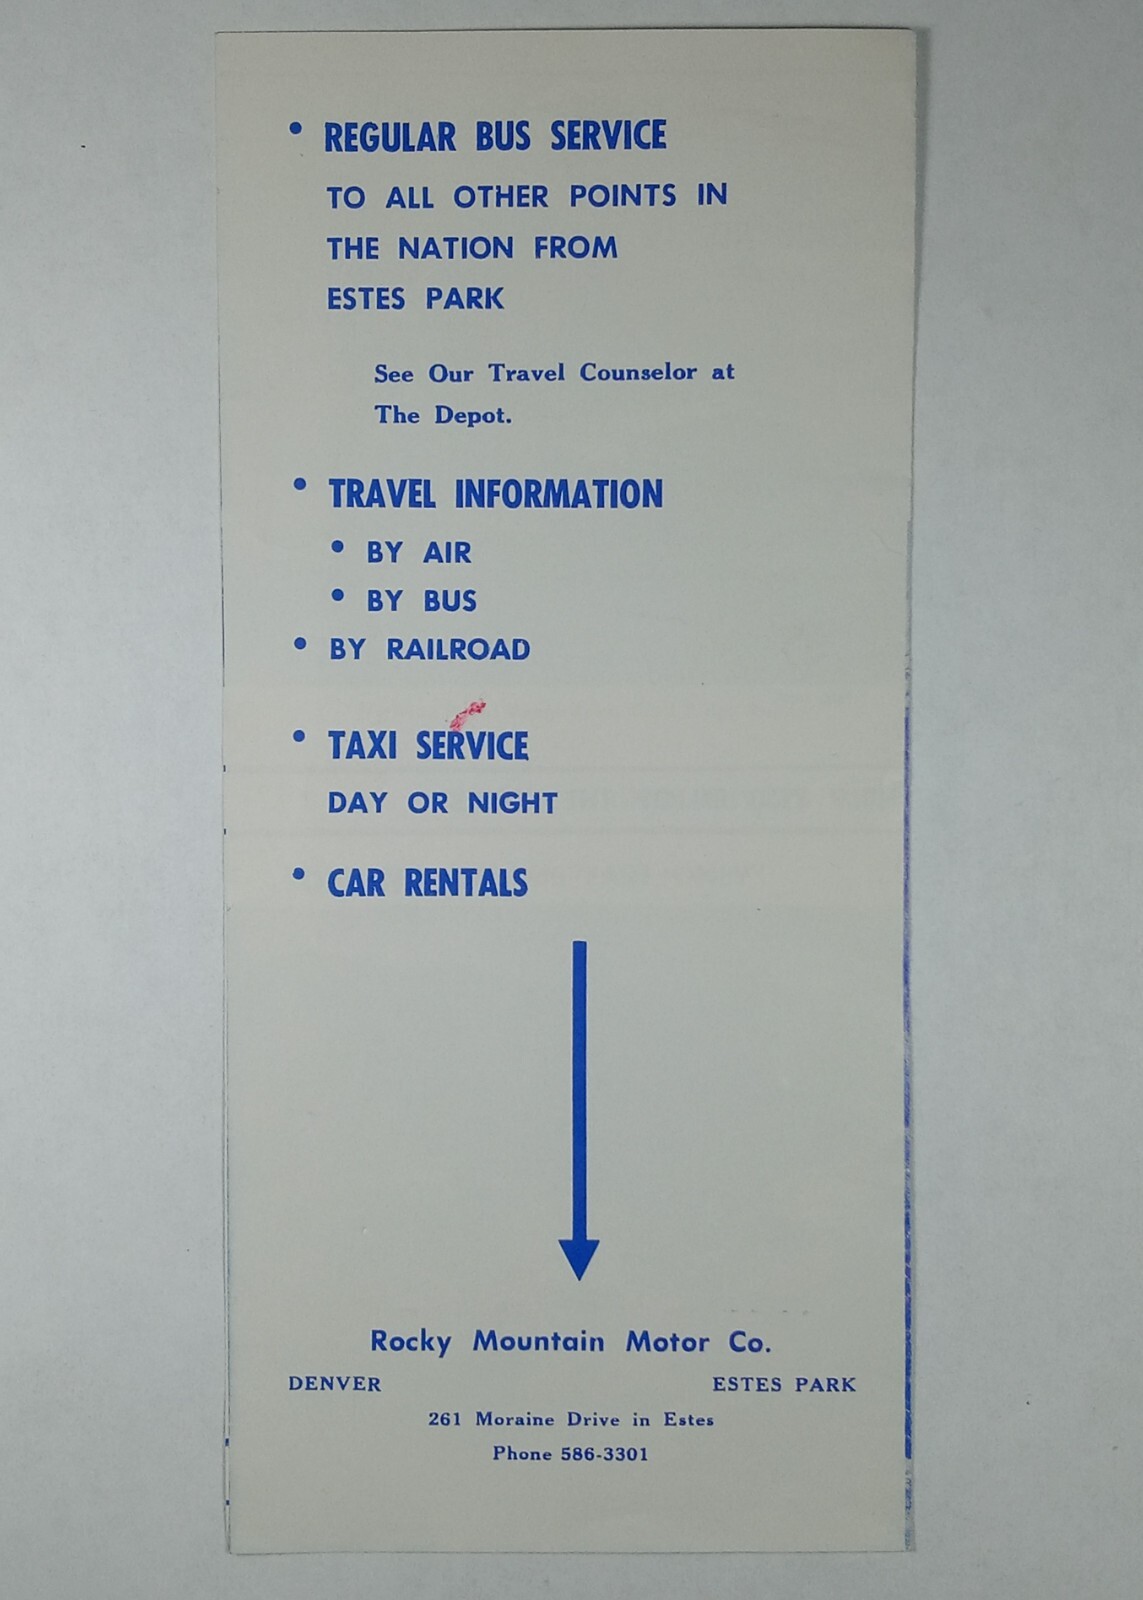 • REGULAR BUS SERVICE
TO ALL OTHER POINTS IN
THE NATION FROM
ESTES PARK
See Our Travel Counselor at
The Depot.
• TRAVEL INFORMATION
• BY AIR
• BY BUS
• BY RAILROAD
• TAXI SERVICE
DAY OR NIGHT
• CAR RENTALS
Rocky Mountain Motor Co.
DENVER ESTES PARK
261 Moraine Drive in Estes
Phone 586-3301